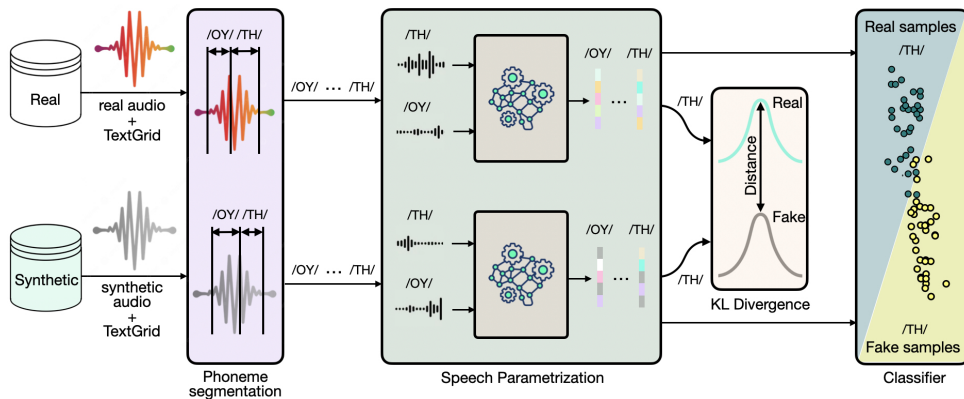 Real
real audio
+
TextGrid
Synthetic
synthetic
audio
+
TextGrid
/OY/ /TH/
/OY/ /TH/
Phoneme
segmentation
/OY/ ... /TH/
/OY/ ... /TH/
/TH/
/OY/
/OY/ /TH/
...
/TH/
/OY/
/OY/ /TH/
...
Speech Parametrization
/TH/
/TH/
Real
Distance
Fake
KL Divergence
Real samples
/TH/
/TH/
Fake samples
Classifier